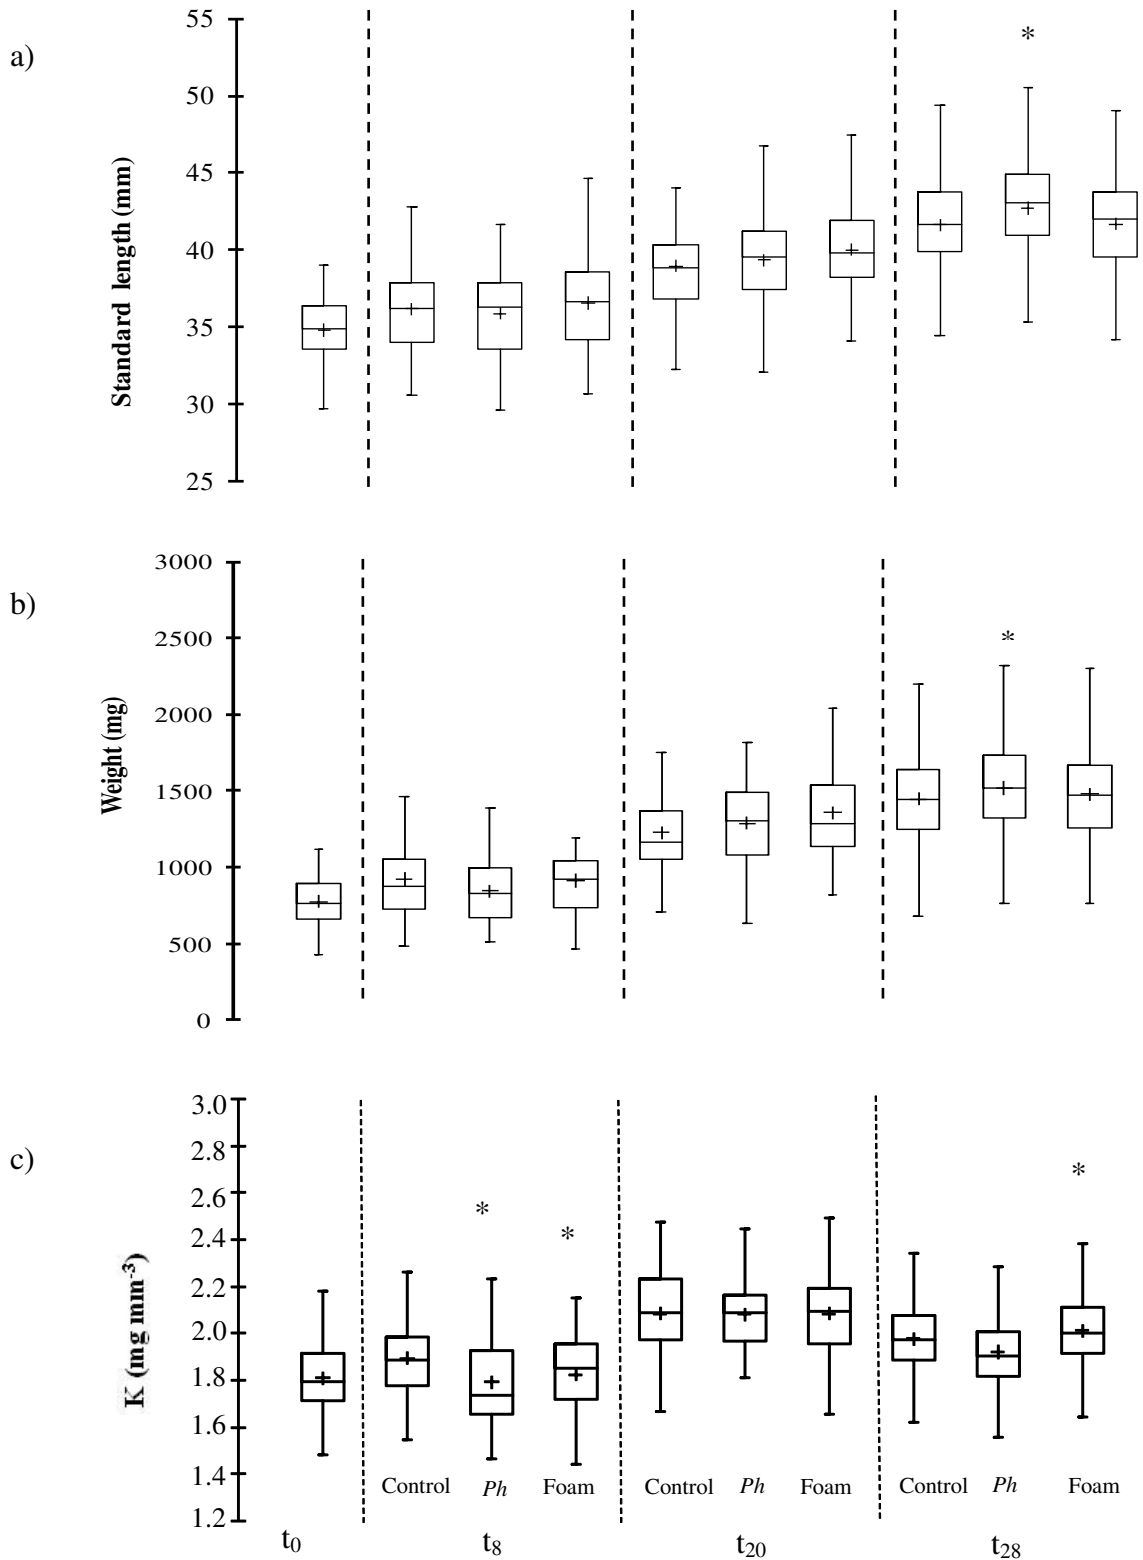 a)
Standard length (mm)
55
50
45
40
35
30
25
*
b)
Weight (mg)
3000
2500
2000
1500
1000
500
0
*
c)
K (mg mm⁻³)
3.0
2.8
2.6
2.4
2.2
2.0
1.8
1.6
1.4
1.2
* * *
Control Ph Foam Control Ph Foam Control Ph Foam
t₀ t₈ t₂₀ t₂₈